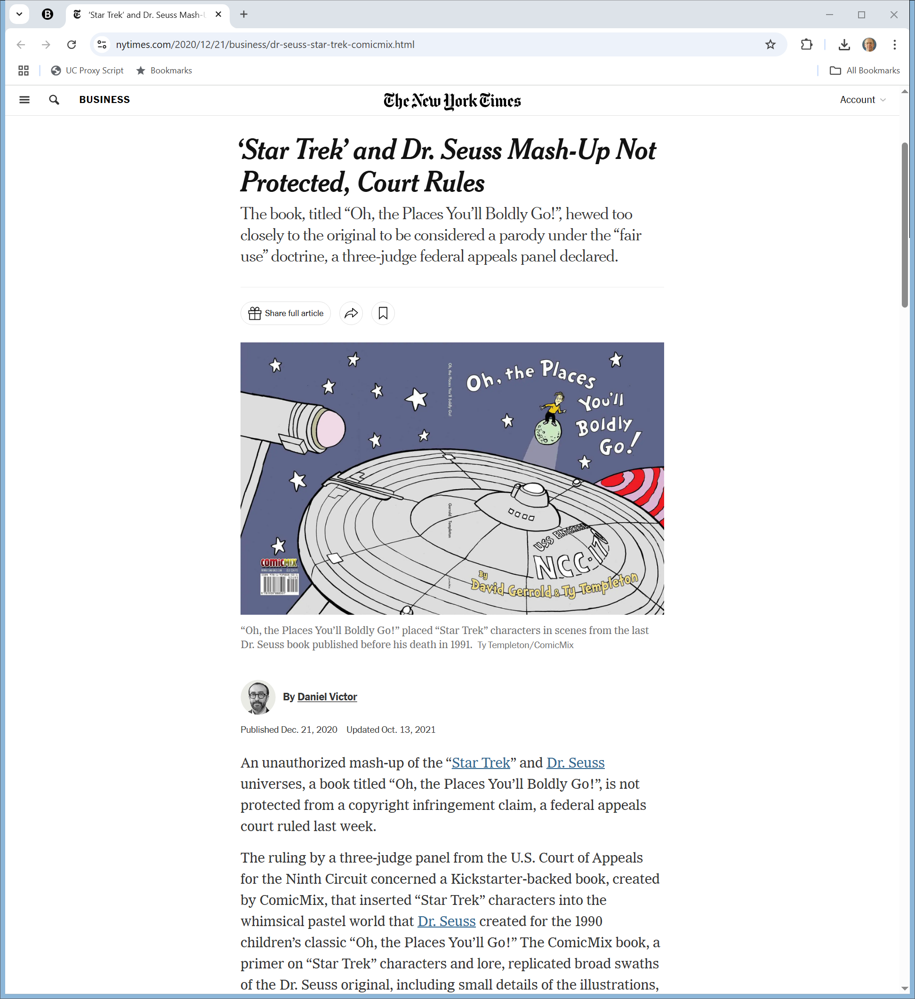 ‘Star Trek’ and Dr. Seuss Mash-U
nytimes.com/2020/12/21/business/dr-seuss-star-trek-comicmix.html
UC Proxy Script
Bookmarks
All Bookmarks
BUSINESS
The New York Times
Account
‘Star Trek’ and Dr. Seuss Mash-Up Not
Protected, Court Rules
The book, titled “Oh, the Places You’ll Boldly Go!”, hewed too
closely to the original to be considered a parody under the “fair
use” doctrine, a three-judge federal appeals panel declared.
Share full article
Oh, the Places You'll Boldly Go!
Gerrold Templeton
ComicMix
Oh, the Places
You'll
Boldly
Go!
USS ENTERPRI
NCC-170
By
David Gerrold & Ty Templeton
COMICMIX
“Oh, the Places You’ll Boldly Go!” placed “Star Trek” characters in scenes from the last
Dr. Seuss book published before his death in 1991. Ty Templeton/ComicMix
By Daniel Victor
Published Dec. 21, 2020 Updated Oct. 13, 2021
An unauthorized mash-up of the “Star Trek” and Dr. Seuss
universes, a book titled “Oh, the Places You’ll Boldly Go!”, is not
protected from a copyright infringement claim, a federal appeals
court ruled last week.
The ruling by a three-judge panel from the U.S. Court of Appeals
for the Ninth Circuit concerned a Kickstarter-backed book, created
by ComicMix, that inserted “Star Trek” characters into the
whimsical pastel world that Dr. Seuss created for the 1990
children’s classic “Oh, the Places You’ll Go!” The ComicMix book, a
primer on “Star Trek” characters and lore, replicated broad swaths
of the Dr. Seuss original, including small details of the illustrations,